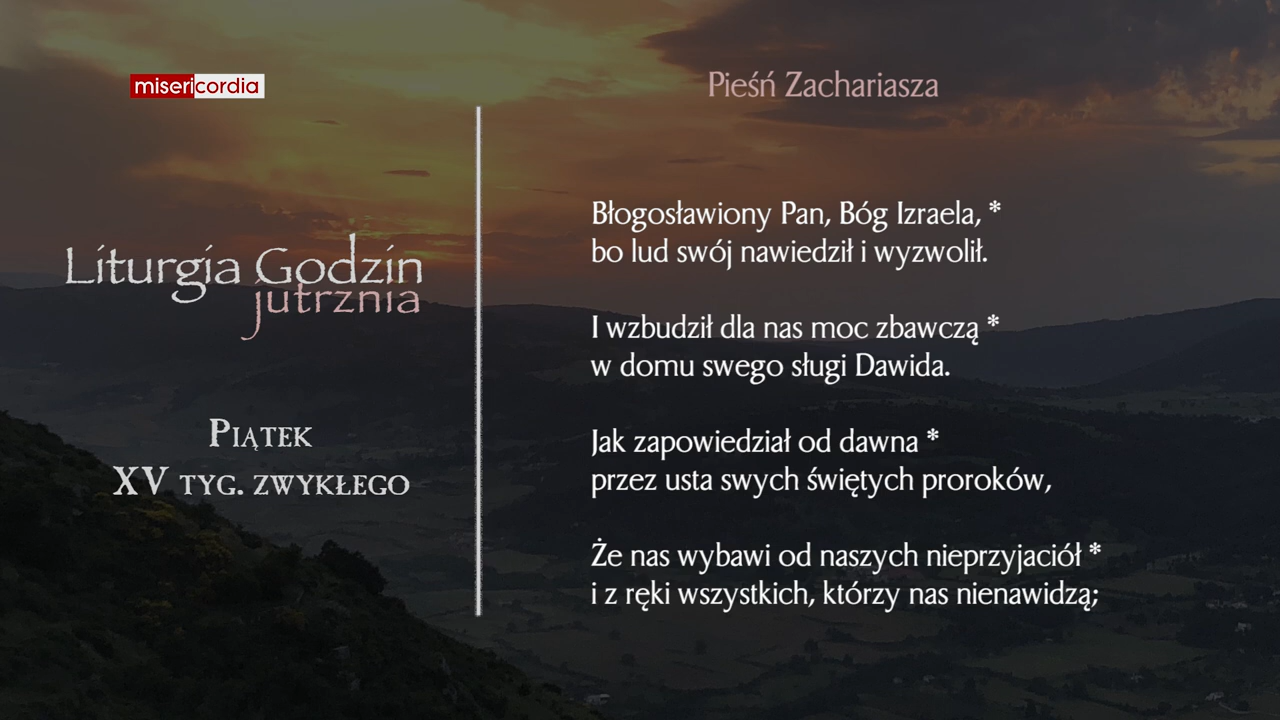 misericordia
Liturgia Godzin
jutrznia
Piątek
XV tyg. zwykłego
Pieśń Zachariasza
Błogosławiony Pan, Bóg Izraela, *
bo lud swój nawiedził i wyzwolił.
I wzbudził dla nas moc zbawczą *
w domu swego sługi Dawida.
Jak zapowiedział od dawna *
przez usta swych świętych proroków,
Że nas wybawi od naszych nieprzyjaciół *
i z ręki wszystkich, którzy nas nienawidzą;